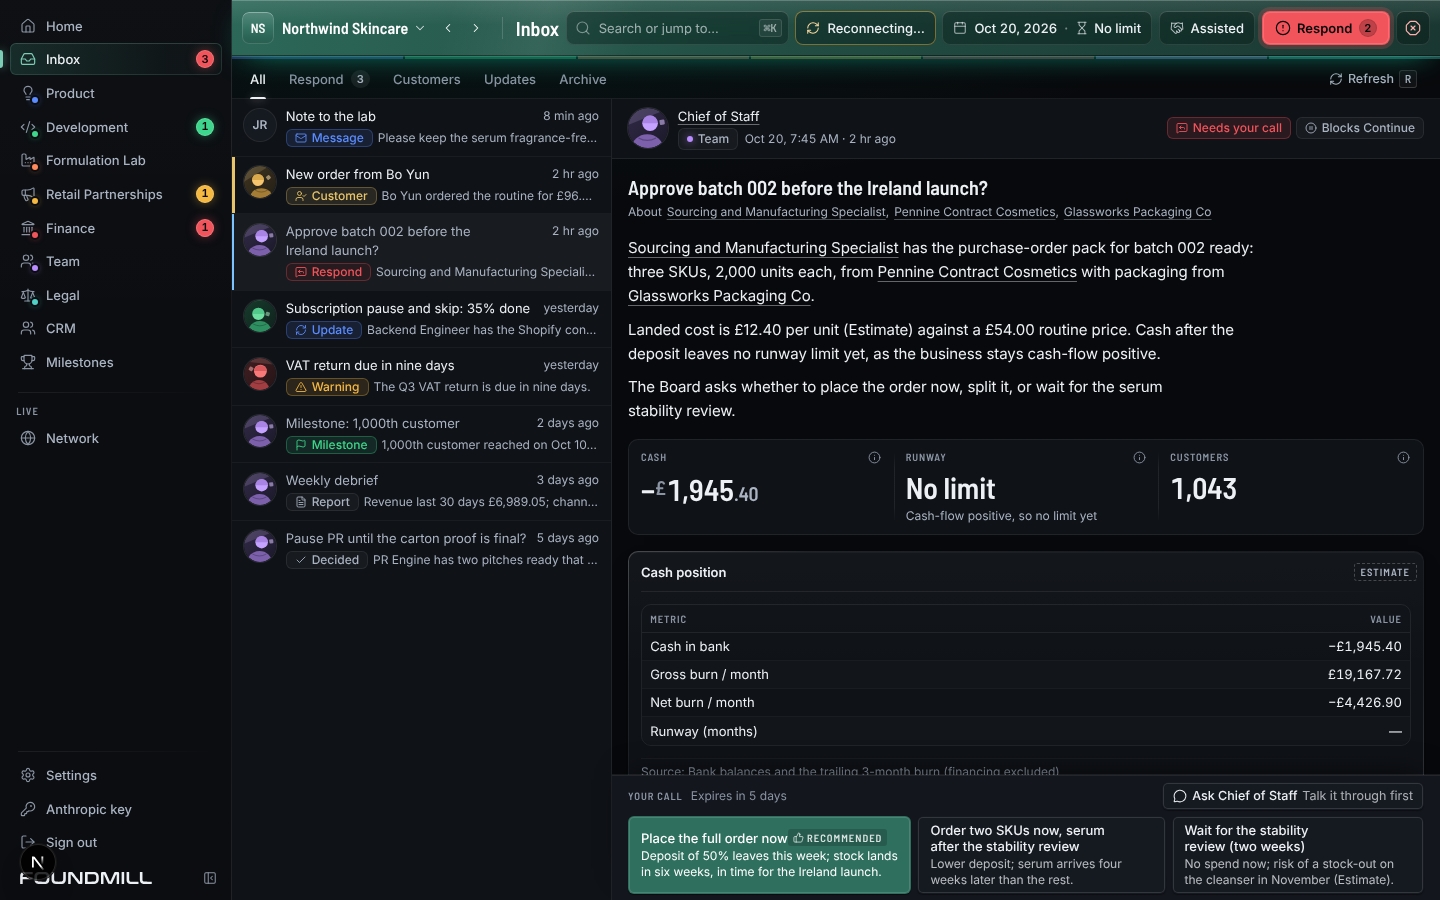 Home
Inbox 3
Product
Development 1
Formulation Lab
Retail Partnerships 1
Finance 1
Team
Legal
CRM
Milestones
LIVE
Network
Settings
Anthropic key
Sign out
N
FOUNDMILL
NS Northwind Skincare
Inbox
Search or jump to... ⌘K
Reconnecting...
Oct 20, 2026 · No limit
Assisted
Respond 2
All Respond 3 Customers Updates Archive
Refresh R
JR Note to the lab 8 min ago
Message Please keep the serum fragrance-fre...
New order from Bo Yun 2 hr ago
Customer Bo Yun ordered the routine for £96....
Approve batch 002 before the 2 hr ago
Ireland launch?
Respond Sourcing and Manufacturing Speciali...
Subscription pause and skip: 35% done yesterday
Update Backend Engineer has the Shopify con...
VAT return due in nine days yesterday
Warning The Q3 VAT return is due in nine days.
Milestone: 1,000th customer 2 days ago
Milestone 1,000th customer reached on Oct 10...
Weekly debrief 3 days ago
Report Revenue last 30 days £6,989.05; chann...
Pause PR until the carton proof is final? 5 days ago
Decided PR Engine has two pitches ready that ...
Chief of Staff
Team Oct 20, 7:45 AM · 2 hr ago
Needs your call Blocks Continue
Approve batch 002 before the Ireland launch?
About Sourcing and Manufacturing Specialist, Pennine Contract Cosmetics, Glassworks Packaging Co
Sourcing and Manufacturing Specialist has the purchase-order pack for batch 002 ready:
three SKUs, 2,000 units each, from Pennine Contract Cosmetics with packaging from
Glassworks Packaging Co.
Landed cost is £12.40 per unit (Estimate) against a £54.00 routine price. Cash after the
deposit leaves no runway limit yet, as the business stays cash-flow positive.
The Board asks whether to place the order now, split it, or wait for the serum
stability review.
CASH
−£1,945.40
RUNWAY
No limit
Cash-flow positive, so no limit yet
CUSTOMERS
1,043
Cash position ESTIMATE
METRIC VALUE
Cash in bank −£1,945.40
Gross burn / month £19,167.72
Net burn / month −£4,426.90
Runway (months) —
Source: Bank balances and the trailing 3-month burn (financing excluded)
YOUR CALL Expires in 5 days
Ask Chief of Staff Talk it through first
Place the full order now RECOMMENDED
Deposit of 50% leaves this week; stock lands
in six weeks, in time for the Ireland launch.
Order two SKUs now, serum
after the stability review
Lower deposit; serum arrives four
weeks later than the rest.
Wait for the stability
review (two weeks)
No spend now; risk of a stock-out on
the cleanser in November (Estimate).